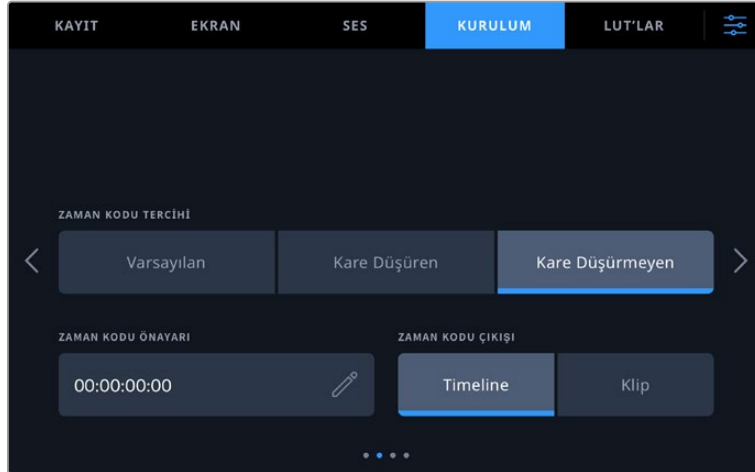 KAYIT EKRAN SES KURULUM LUT'LAR
ZAMAN KODU TERCİHİ
Varsayılan Kare Düşüren Kare Düşürmeyen
ZAMAN KODU ÖNAYARI ZAMAN KODU ÇIKIŞI
00:00:00:00 Timeline Klip